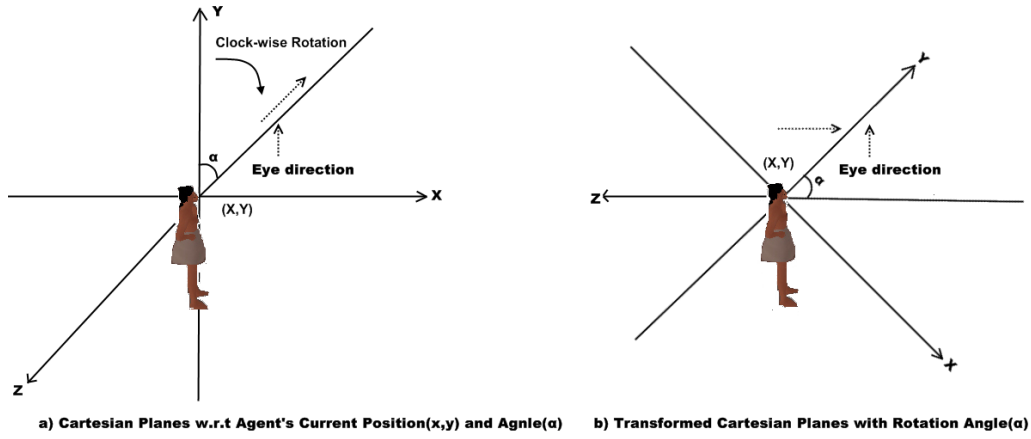 Y
Clock-wise Rotation
α
Eye direction
X
(X,Y)
Z
a) Cartesian Planes w.r.t Agent's Current Position(x,y) and Agnle(α)
Y
(X,Y)
Eye direction
α
Z
X
b) Transformed Cartesian Planes with Rotation Angle(α)